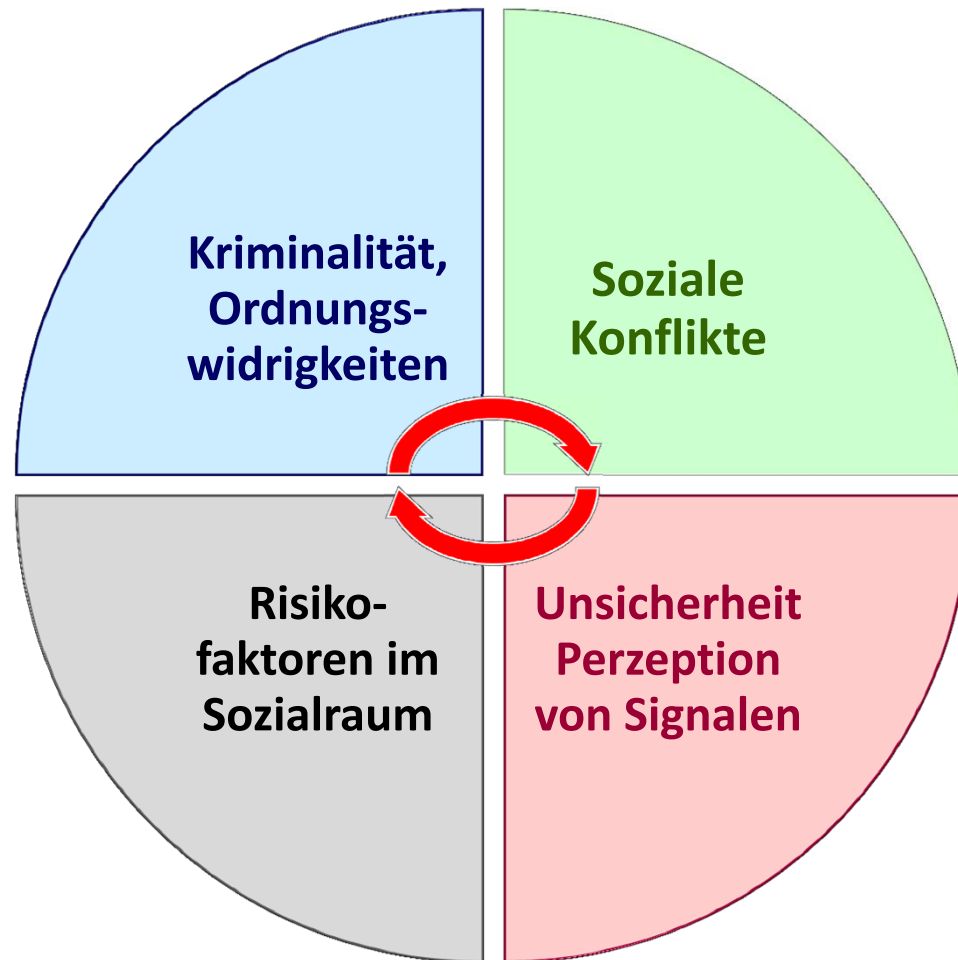 Kriminalität,
Ordnungs-
widrigkeiten
Soziale
Konflikte
Risiko-
faktoren im
Sozialraum
Unsicherheit
Perzeption
von Signalen